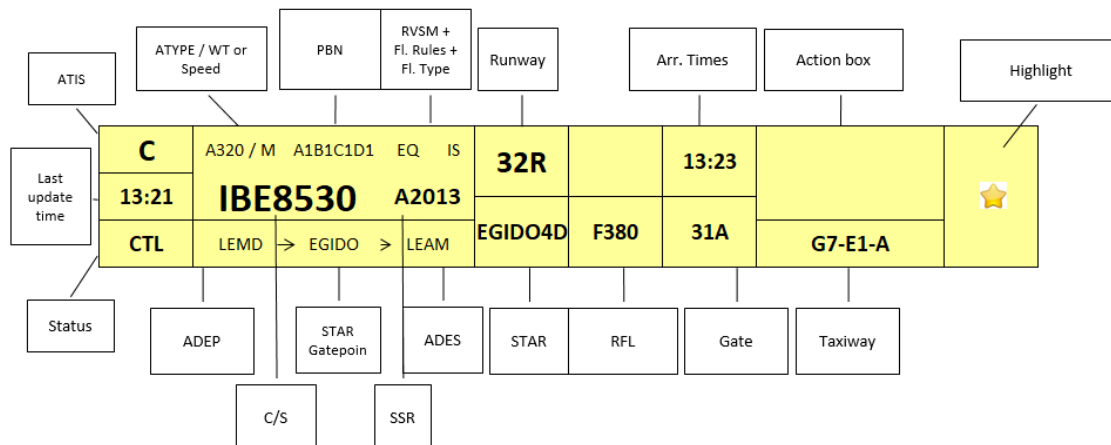 ATIS
ATYPE / WT or
Speed
PBN
RVSM +
Fl. Rules +
Fl. Type
Runway
Arr. Times
Action box
Highlight
Last
update
time
C
A320 / M A1B1C1D1 EQ IS
32R
13:23
13:21
IBE8530 A2013
CTL
LEMD → EGIDO > LEAM
EGIDO4D
F380
31A
G7-E1-A
Status
ADEP
STAR
Gatepoin
ADES
STAR
RFL
Gate
Taxiway
C/S
SSR